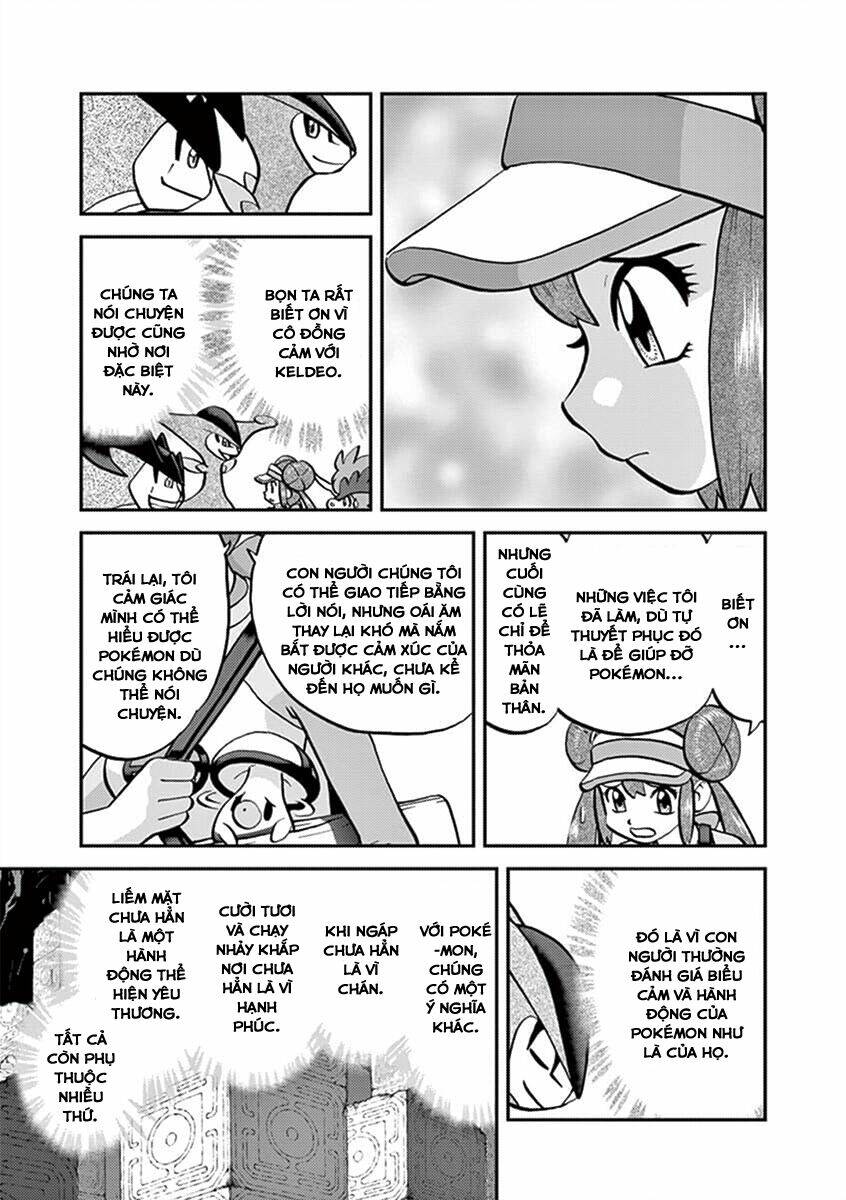 BỌN TA RẤT
BIẾT ƠN VÌ
CÔ ĐỒNG
CẢM VỚI
KELDEO.
CHÚNG TA
NÓI CHUYỆN
ĐƯỢC CŨNG
NHỜ NƠI
ĐẶC BIỆT
NÀY.
BIẾT
ƠN
...
NHỮNG VIỆC TÔI
ĐÃ LÀM, DÙ TỰ
THUYẾT PHỤC ĐÓ
LÀ ĐỂ GIÚP ĐỠ
POKÉMON...
NHƯNG
CUỐI
CÙNG
CÓ LẼ
CHỈ ĐỂ
THỎA
MÃN
BẢN
THÂN.
CON NGƯỜI CHÚNG TÔI
CÓ THỂ GIAO TIẾP BẰNG
LỜI NÓI, NHƯNG OÁI ĂM
THAY LẠI KHÓ MÀ NẮM
BẮT ĐƯỢC CẢM XÚC CỦA
NGƯỜI KHÁC, CHƯA KỂ
ĐẾN HỌ MUỐN GÌ.
TRÁI LẠI, TÔI
CẢM GIÁC
MÌNH CÓ THỂ
HIỂU ĐƯỢC
POKÉMON DÙ
CHÚNG KHÔNG
THỂ NÓI
CHUYỆN.
ĐÓ LÀ VÌ CON
NGƯỜI THƯỜNG
ĐÁNH GIÁ BIỂU
CẢM VÀ HÀNH
ĐỘNG CỦA
POKÉMON NHƯ
LÀ CỦA HỌ.
VỚI POKÉ
-MON,
CHÚNG
CÓ MỘT
Ý NGHĨA
KHÁC.
KHI NGÁP
CHƯA HẲN
LÀ VÌ
CHÁN.
CƯỜI TƯƠI
VÀ CHẠY
NHẢY KHẮP
NƠI CHƯA
HẲN LÀ VÌ
HẠNH
PHÚC.
LIẾM MẶT
CHƯA HẲN
LÀ MỘT
HÀNH
ĐỘNG THỂ
HIỆN YÊU
THƯƠNG.
TẤT CẢ
CÒN PHỤ
THUỘC
NHIỀU
THỨ.